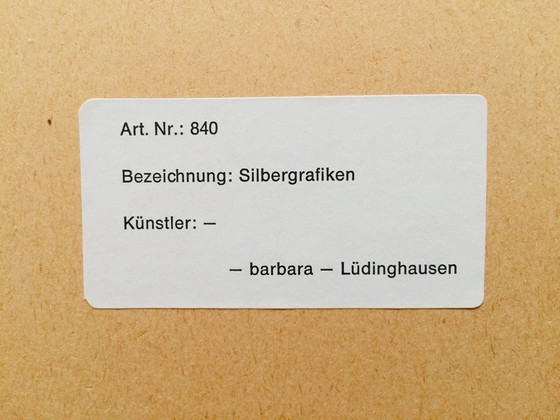 Art. Nr.: 840
Bezeichnung: Silbergrafiken
Künstler: —
— barbara — Lüdinghausen